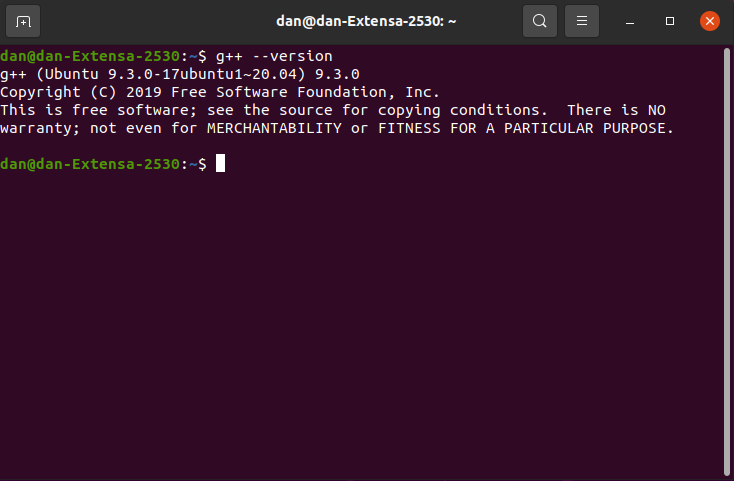 dan@dan-Extensa-2530: ~
dan@dan-Extensa-2530:~$ g++ --version
g++ (Ubuntu 9.3.0-17ubuntu1~20.04) 9.3.0
Copyright (C) 2019 Free Software Foundation, Inc.
This is free software; see the source for copying conditions.  There is NO
warranty; not even for MERCHANTABILITY or FITNESS FOR A PARTICULAR PURPOSE.
dan@dan-Extensa-2530:~$